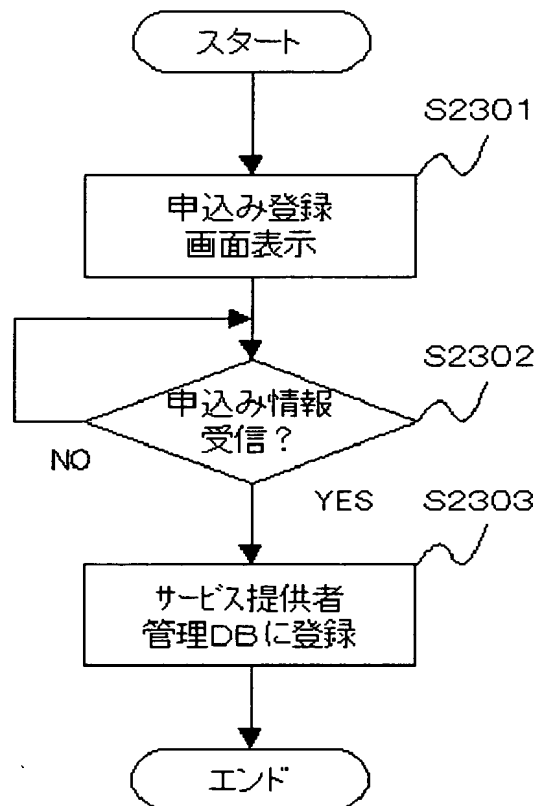 スタート
S2301
申込み登録
画面表示
S2302
申込み情報
受信？
NO
YES
S2303
サービス提供者
管理DBに登録
エンド